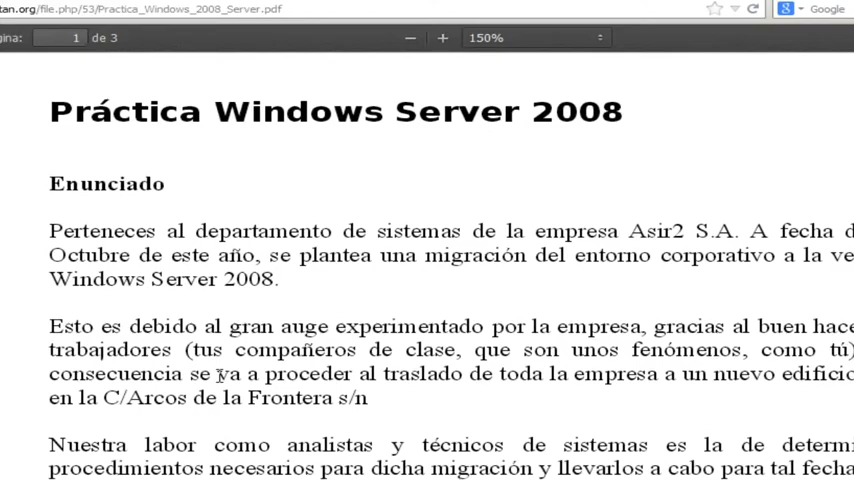 tan.org/file.php/53/Practica_Windows_2008_Server.pdf
Google
gina: 1 de 3
150%
Práctica Windows Server 2008
Enunciado
Perteneces al departamento de sistemas de la empresa Asir2 S.A. A fecha d
Octubre de este año, se plantea una migración del entorno corporativo a la ve
Windows Server 2008.
Esto es debido al gran auge experimentado por la empresa, gracias al buen hace
trabajadores (tus compañeros de clase, que son unos fenómenos, como tú)
consecuencia se va a proceder al traslado de toda la empresa a un nuevo edificio
en la C/Arcos de la Frontera s/n
Nuestra labor como analistas y técnicos de sistemas es la de determi
procedimientos necesarios para dicha migración y llevarlos a cabo para tal fecha